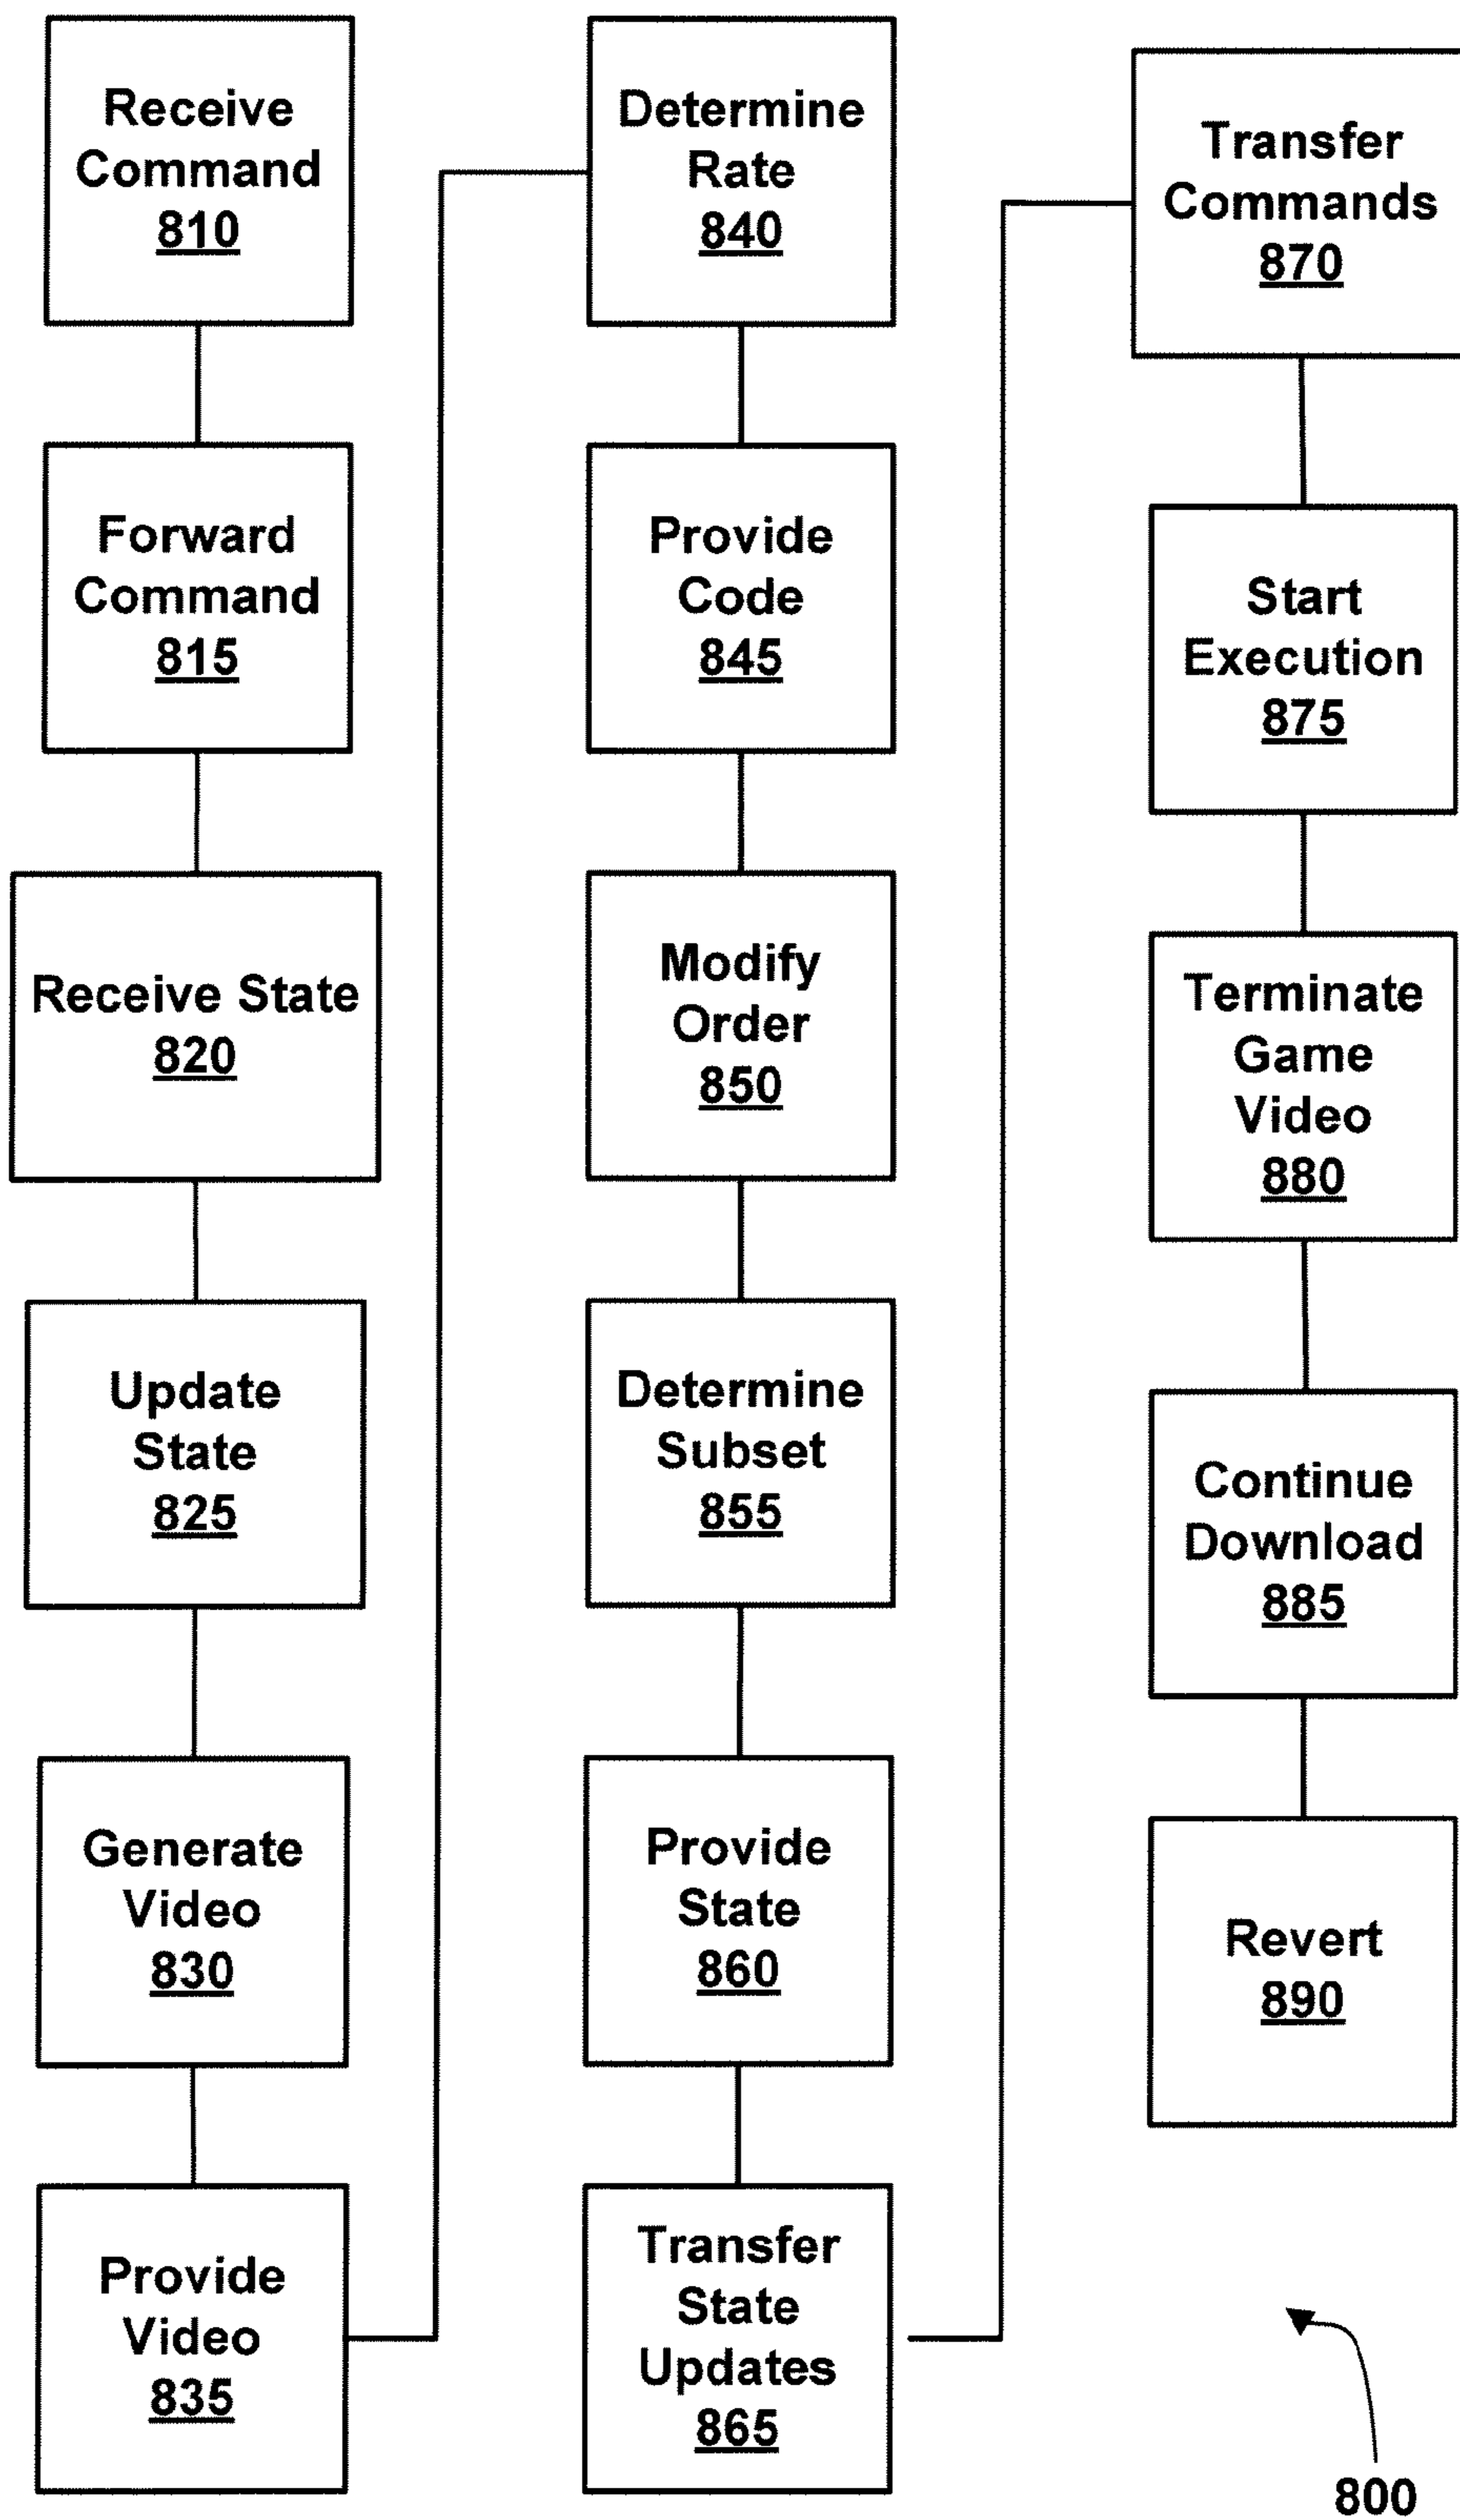 Receive
Command
810
Forward
Command
815
Receive State
820
Update
State
825
Generate
Video
830
Provide
Video
835
Determine
Rate
840
Provide
Code
845
Modify
Order
850
Determine
Subset
855
Provide
State
860
Transfer
State
Updates
865
Transfer
Commands
870
Start
Execution
875
Terminate
Game
Video
880
Continue
Download
885
Revert
890
800